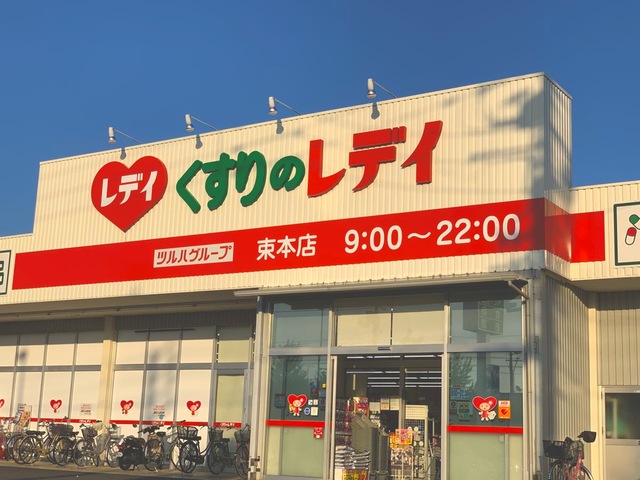 レデイ
くすりのレデイ
ツルハグループ
束本店
9:00～22:00